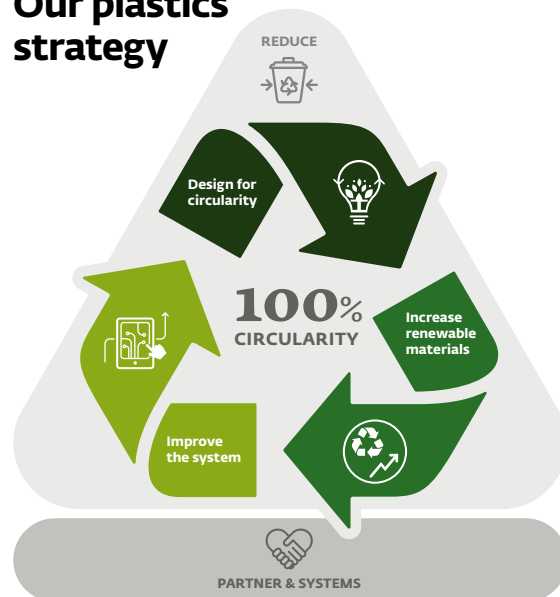 Our plastics
strategy
REDUCE
Design for
circularity
100%
CIRCULARITY
Increase
renewable
materials
Improve
the system
PARTNER & SYSTEMS